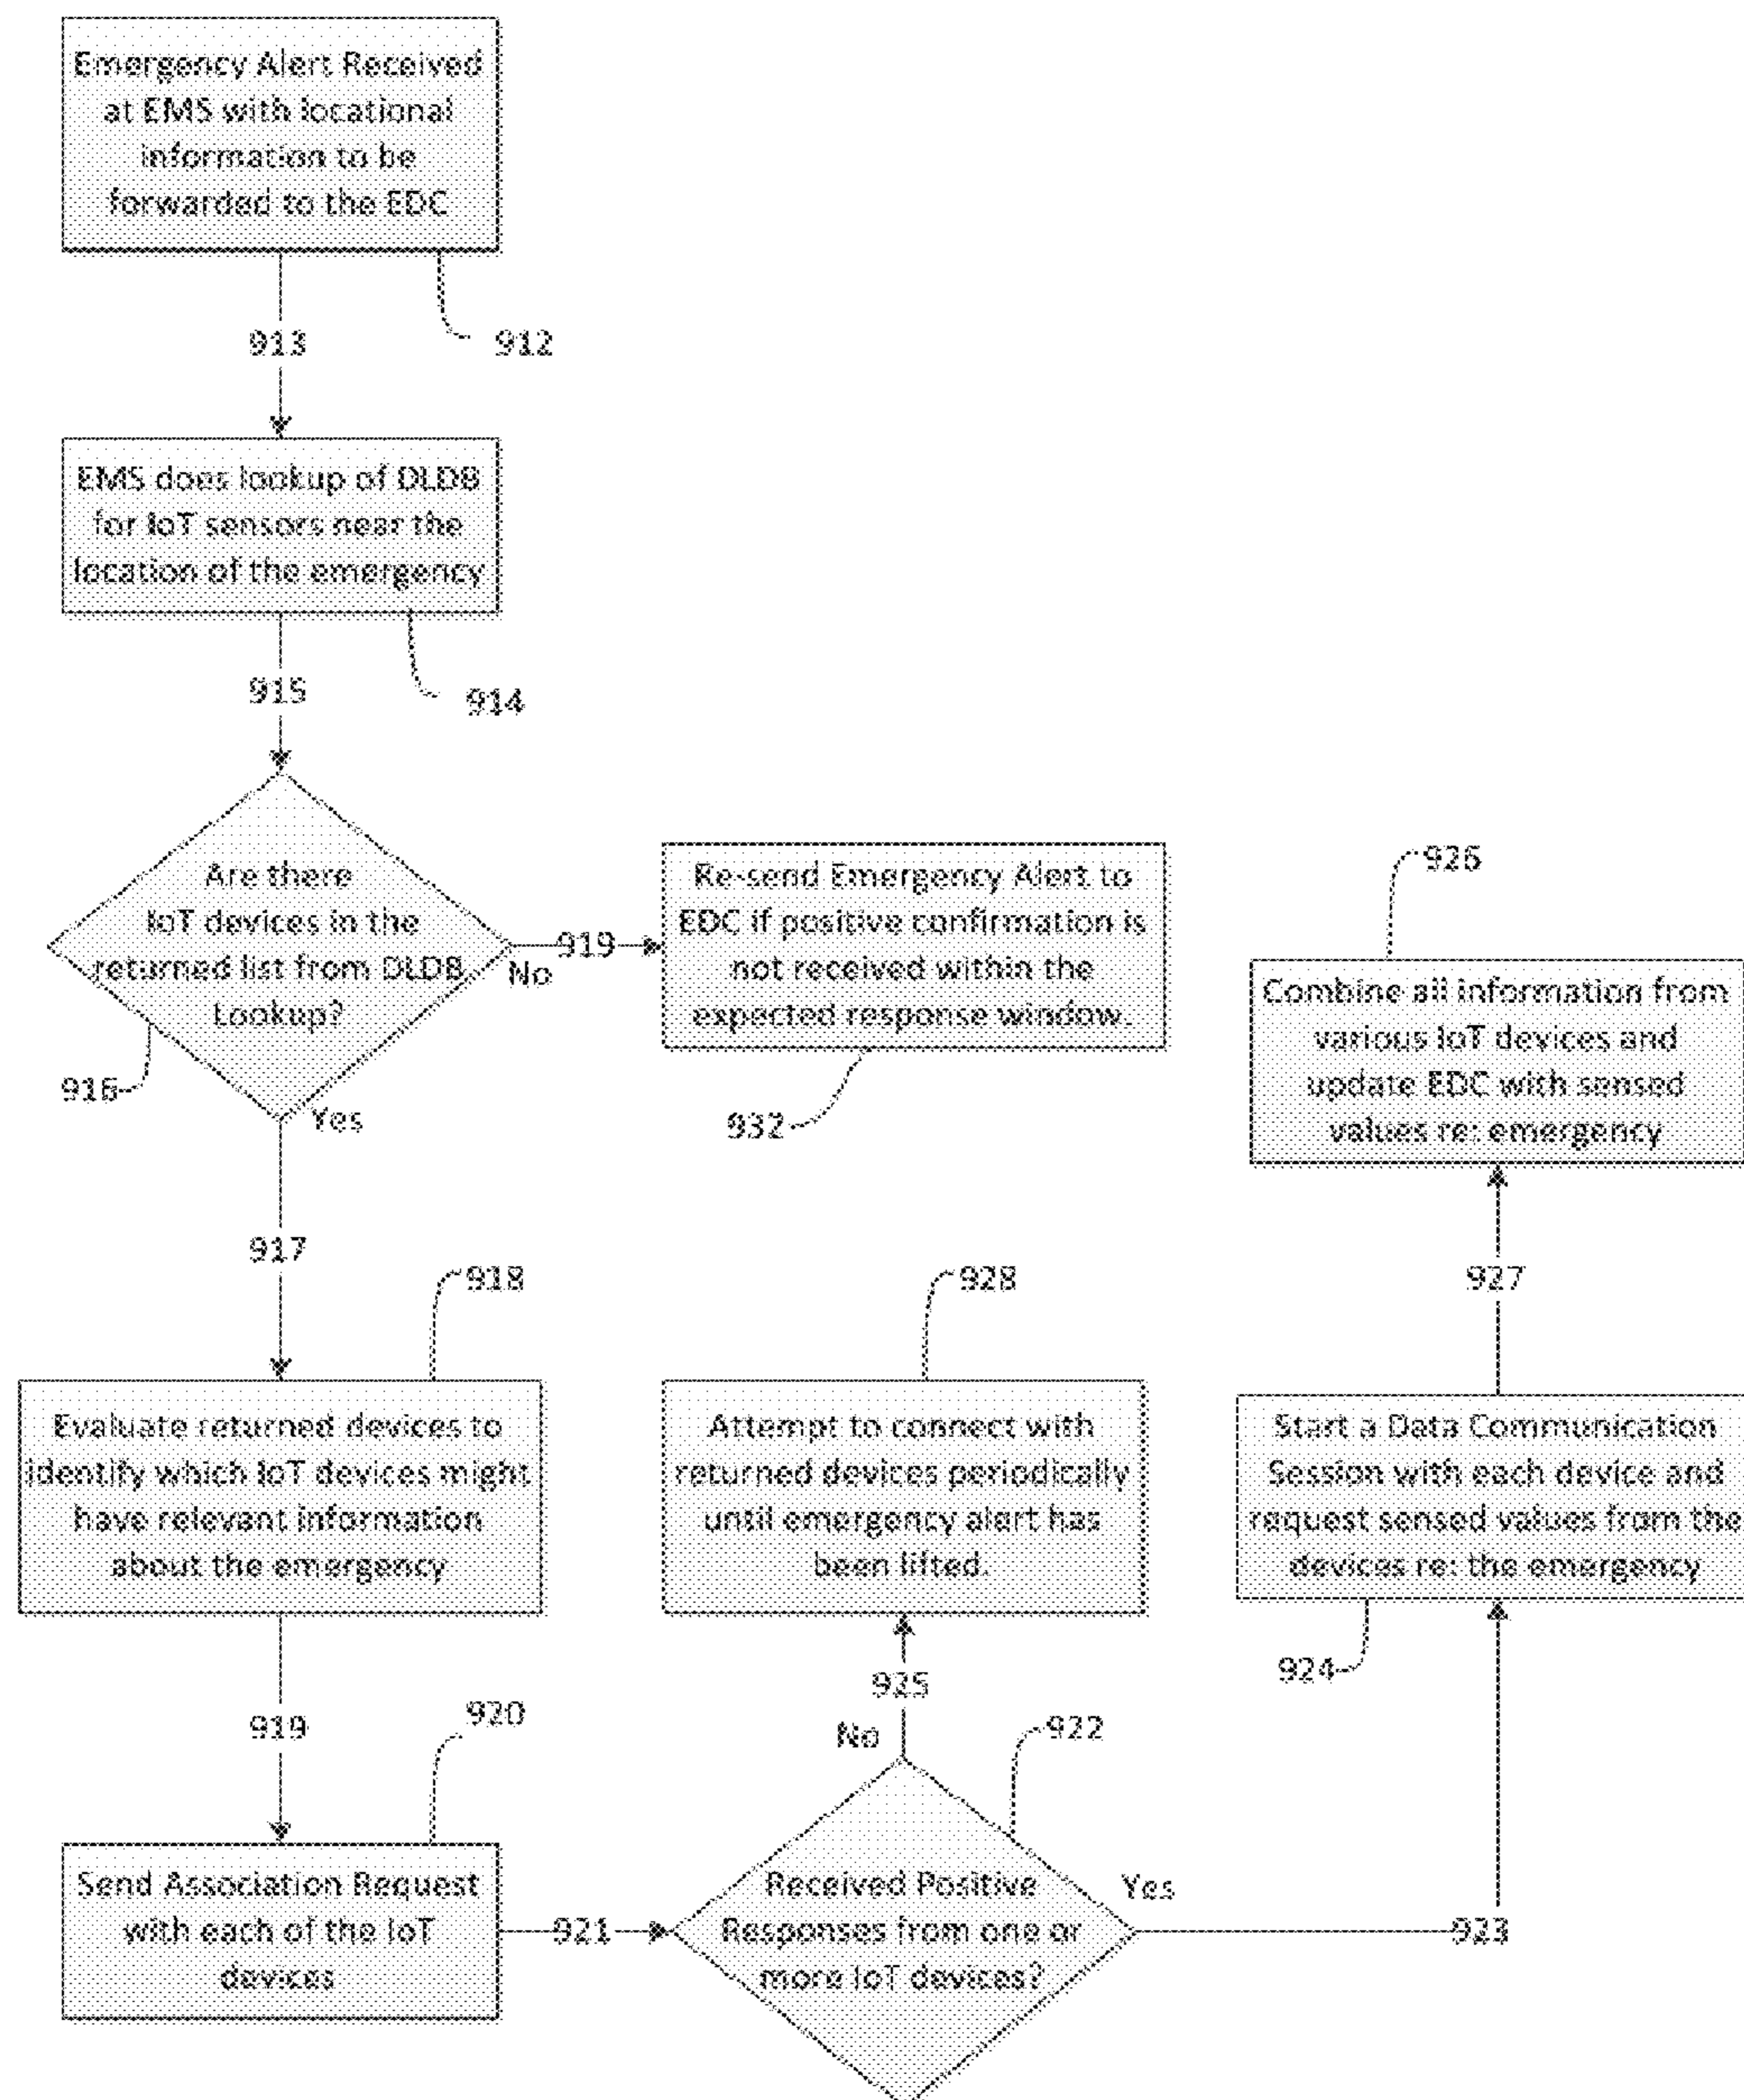 Emergency Alert Received
at EMS with locational
information to be
forwarded to the EDC
913
912
EMS does lookup of DLDB
for IoT sensors near the
location of the emergency
915
914
Are there
IoT devices in the
returned list from DLDB
Lookup?
916
No
919
Yes
Re-send Emergency Alert to
EDC if positive confirmation is
not received within the
expected response window.
932
926
Combine all information from
various IoT devices and
update EDC with sensed
values re: emergency
917
918
928
927
Evaluate returned devices to
identify which IoT devices might
have relevant information
about the emergency
Attempt to connect with
returned devices periodically
until emergency alert has
been lifted.
Start a Data Communication
Session with each device and
request sensed values from the
devices re: the emergency
924
925
919
920
No
922
Send Association Request
with each of the IoT
devices
921
Received Positive
Responses from one or
more IoT devices?
Yes
923